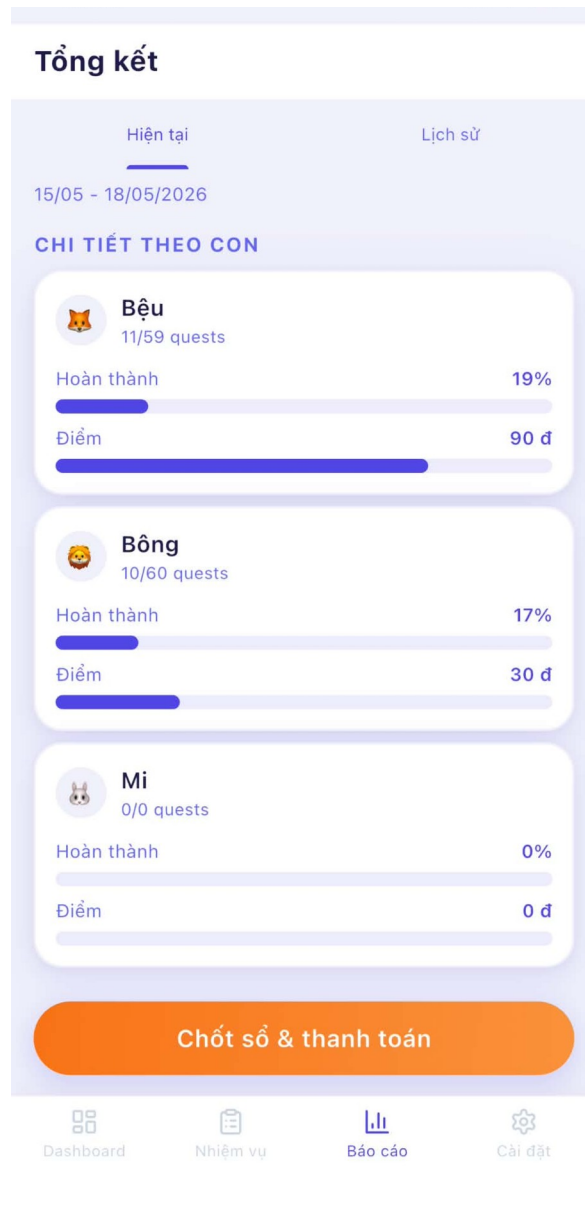 Tổng kết
Hiện tại
Lịch sử
15/05 - 18/05/2026
CHI TIẾT THEO CON
Bệu
11/59 quests
Hoàn thành
19%
Điểm
90 đ
Bông
10/60 quests
Hoàn thành
17%
Điểm
30 đ
Mi
0/0 quests
Hoàn thành
0%
Điểm
0 đ
Chốt sổ & thanh toán
Dashboard
Nhiệm vụ
Báo cáo
Cài đặt